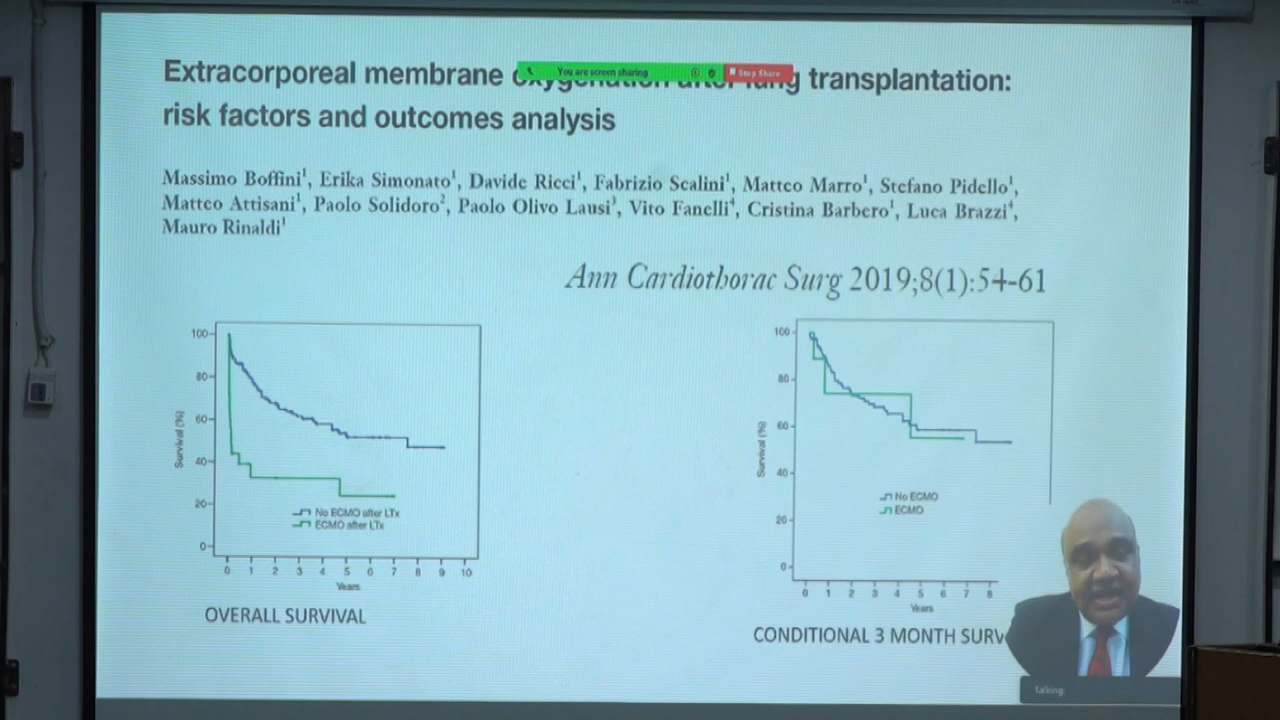 You are screen sharing
Stop Share
Extracorporeal membrane oxygenation after lung transplantation:
risk factors and outcomes analysis
Massimo Boffini1, Erika Simonato1, Davide Ricci1, Fabrizio Scalini1, Matteo Marro1, Stefano Pidello1,
Matteo Attisani1, Paolo Solidoro2, Paolo Olivo Lausi3, Vito Fanelli4, Cristina Barbero1, Luca Brazzi4,
Mauro Rinaldi1
Ann Cardiothorac Surg 2019;8(1):54-61
100
80
60
40
20
0
Survival (%)
No ECMO after LTx
ECMO after LTx
0 1 2 3 4 5 6 7 8 9 10
Years
OVERALL SURVIVAL
100
80
60
40
20
0
Survival (%)
No ECMO
ECMO
0 1 2 3 4 5 6 7 8
Years
CONDITIONAL 3 MONTH SURV
Talking: